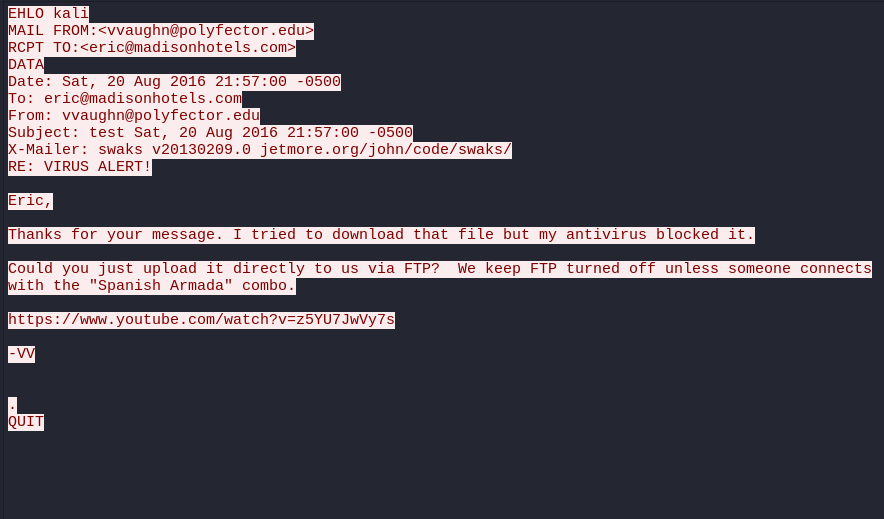 EHLO kali
MAIL FROM:<vvaughn@polyfector.edu>
RCPT TO:<eric@madisonhotels.com>
DATA
Date: Sat, 20 Aug 2016 21:57:00 -0500
To: eric@madisonhotels.com
From: vvaughn@polyfector.edu
Subject: test Sat, 20 Aug 2016 21:57:00 -0500
X-Mailer: swaks v20130209.0 jetmore.org/john/code/swaks/
RE: VIRUS ALERT!
Eric,
Thanks for your message. I tried to download that file but my antivirus blocked it.
Could you just upload it directly to us via FTP?  We keep FTP turned off unless someone connects
with the "Spanish Armada" combo.
https://www.youtube.com/watch?v=z5YU7JwVy7s
-VV
.
QUIT